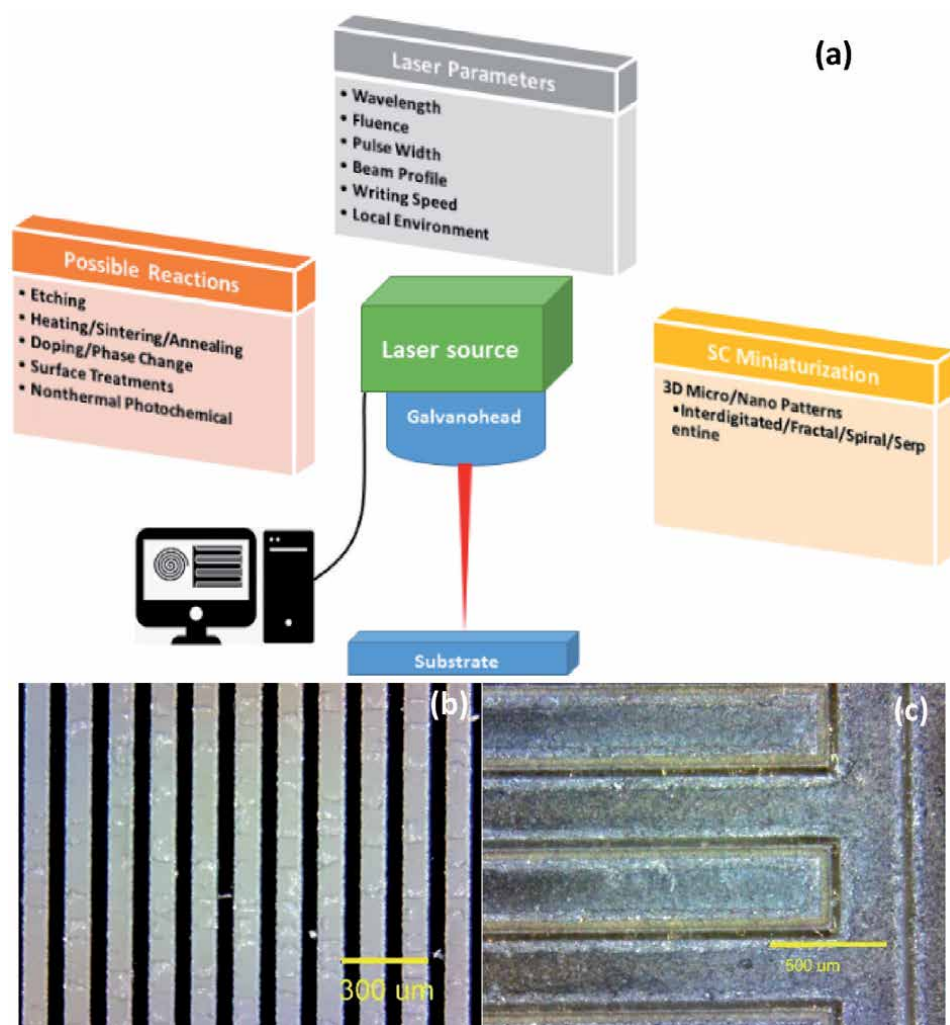 (a)
Laser Parameters
• Wavelength
• Fluence
• Pulse Width
• Beam Profile
• Writing Speed
• Local Environment
Possible Reactions
• Etching
• Heating/Sintering/Annealing
• Doping/Phase Change
• Surface Treatments
• Nonthermal Photochemical
Laser source
Galvanohead
SC Miniaturization
3D Micro/Nano Patterns
•Interdigitated/Fractal/Spiral/Serp
entine
Substrate
(b)
300 um
(c)
500 um